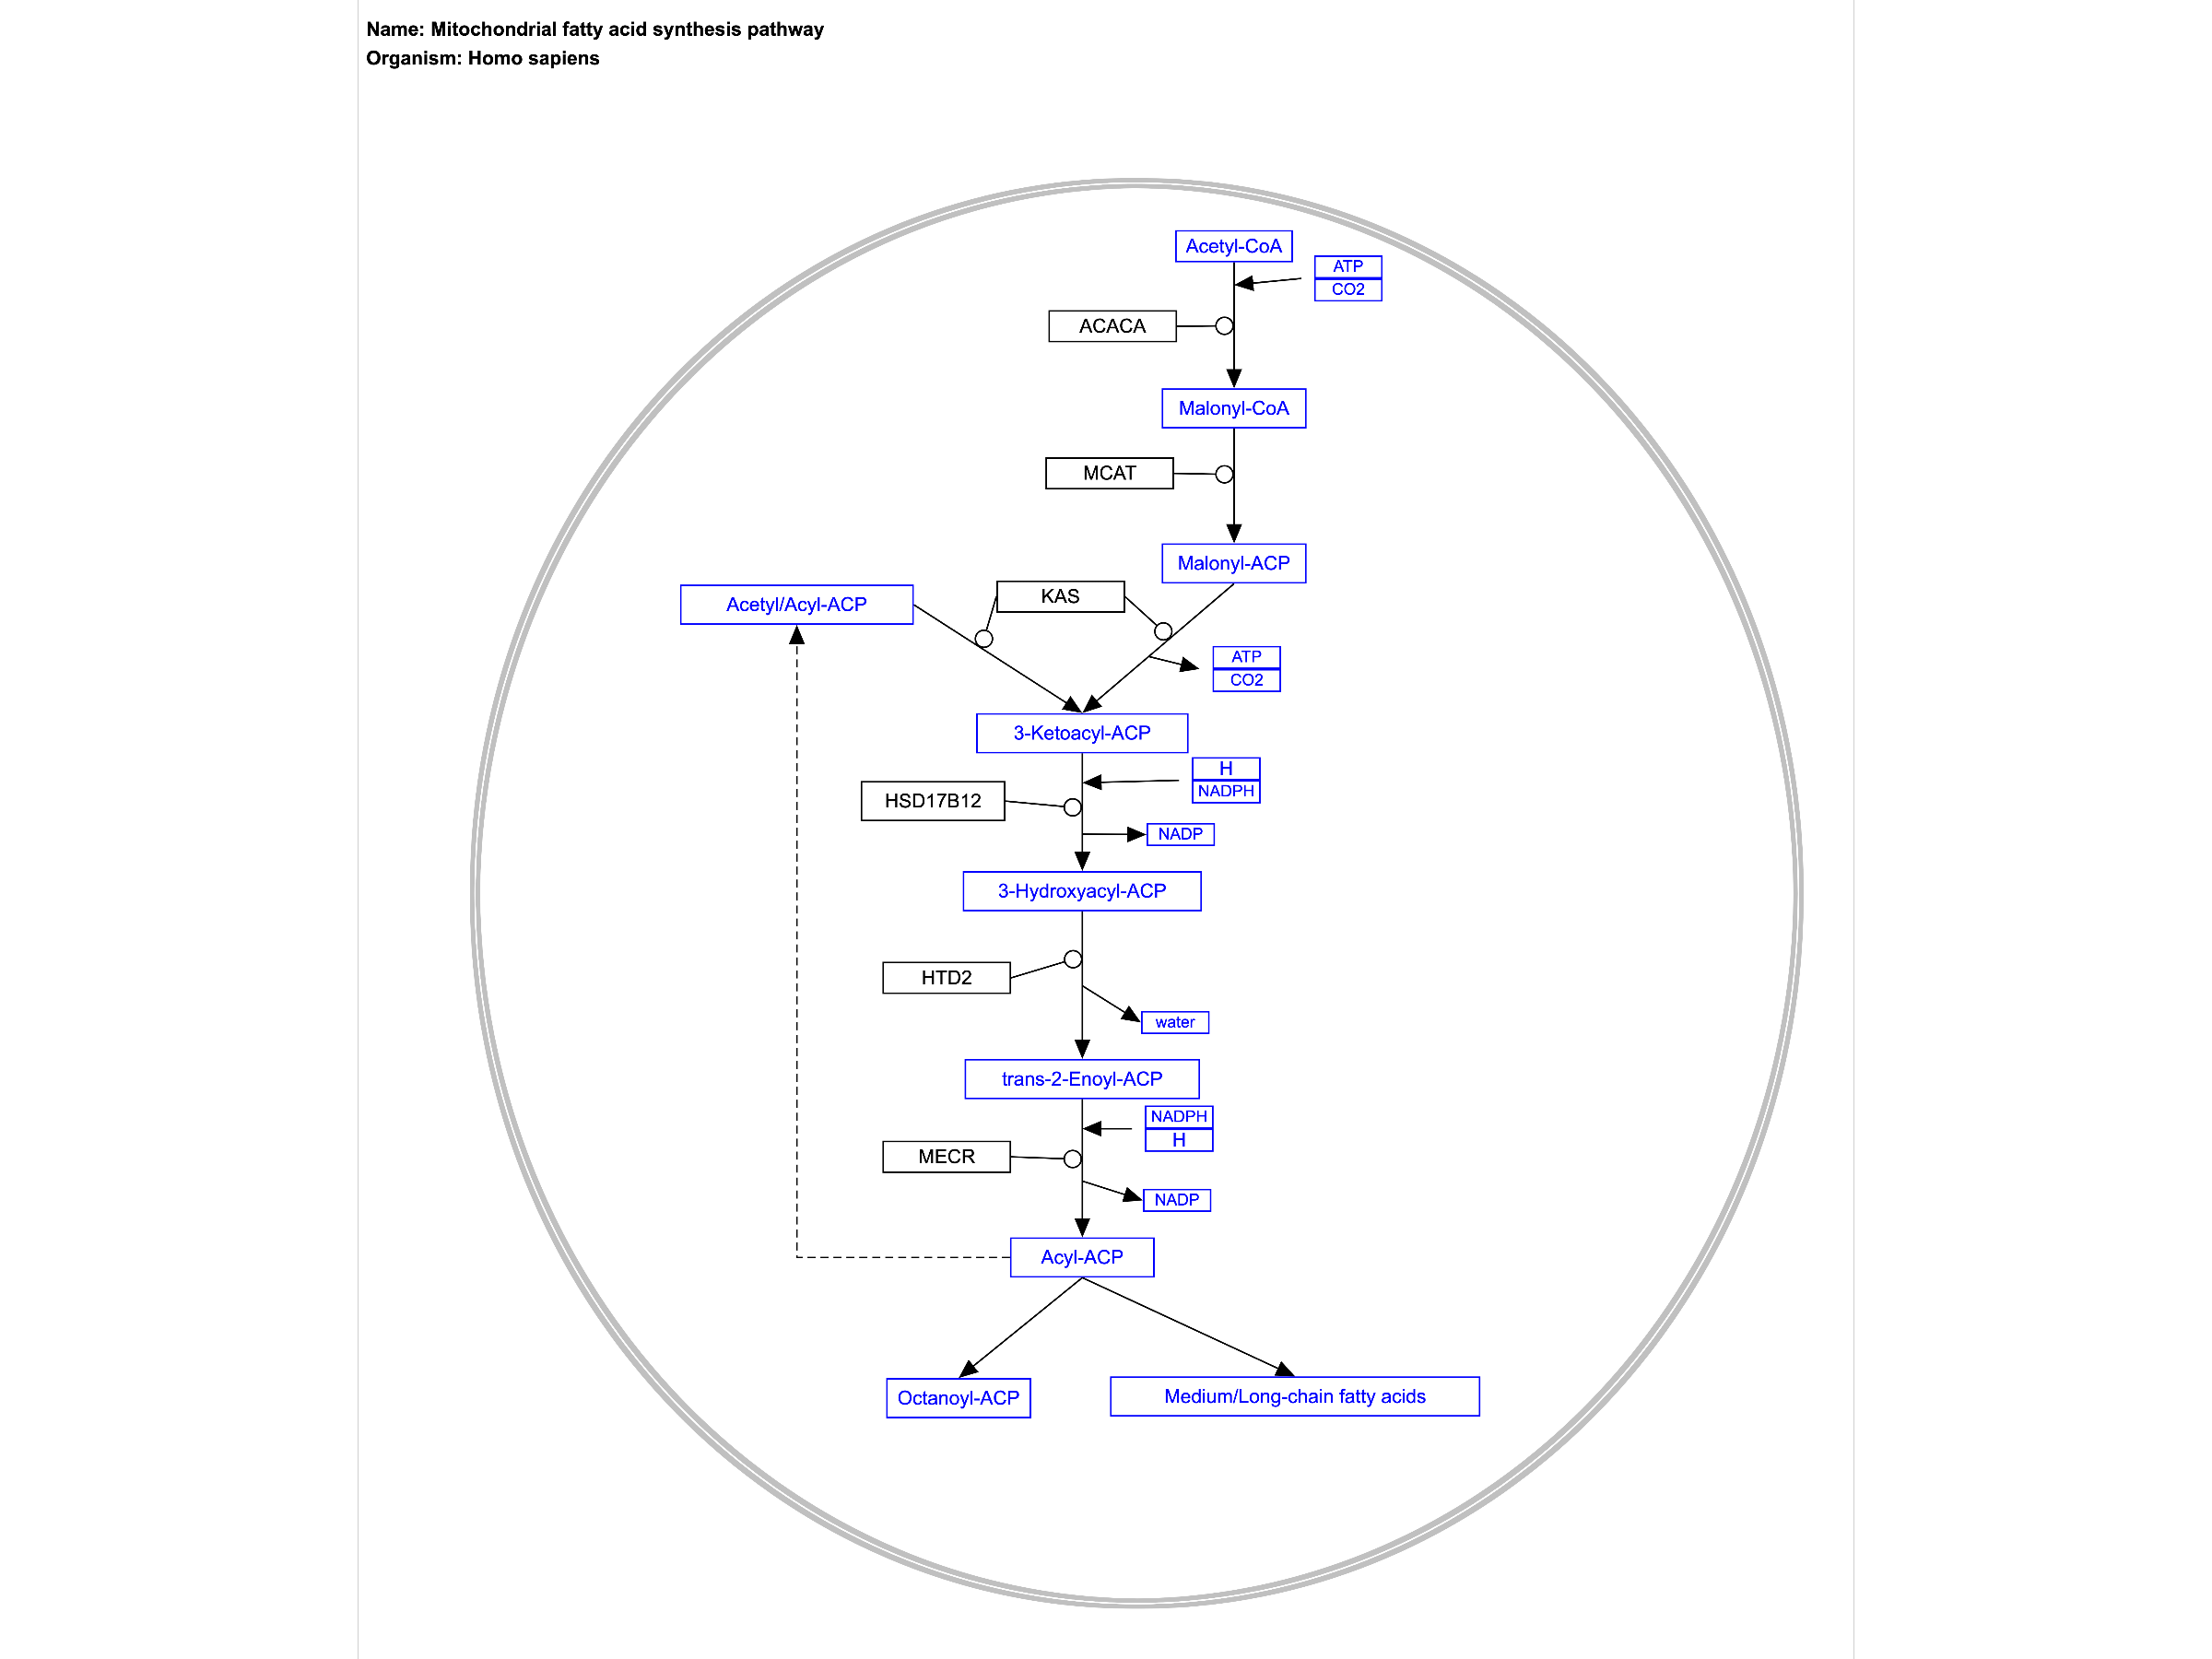 Name: Mitochondrial fatty acid synthesis pathway
Organism: Homo sapiens
Acetyl-CoA
ATP
CO2
ACACA
Malonyl-CoA
MCAT
Malonyl-ACP
KAS
Acetyl/Acyl-ACP
ATP
CO2
3-Ketoacyl-ACP
H
NADPH
HSD17B12
NADP
3-Hydroxyacyl-ACP
HTD2
water
trans-2-Enoyl-ACP
NADPH
H
MECR
NADP
Acyl-ACP
Octanoyl-ACP
Medium/Long-chain fatty acids